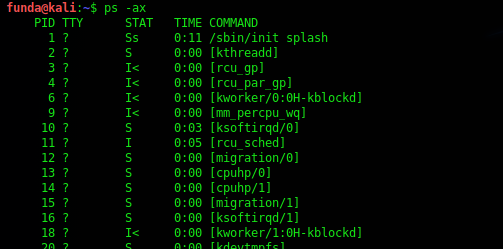 funda@kali:~$ ps -ax
PID TTY STAT TIME COMMAND
1 ? Ss 0:11 /sbin/init splash
2 ? S 0:00 [kthreadd]
3 ? I< 0:00 [rcu_gp]
4 ? I< 0:00 [rcu_par_gp]
6 ? I< 0:00 [kworker/0:0H-kblockd]
9 ? I< 0:00 [mm_percpu_wq]
10 ? S 0:03 [ksoftirqd/0]
11 ? I 0:05 [rcu_sched]
12 ? S 0:00 [migration/0]
13 ? S 0:00 [cpuhp/0]
14 ? S 0:00 [cpuhp/1]
15 ? S 0:00 [migration/1]
16 ? S 0:00 [ksoftirqd/1]
18 ? I< 0:00 [kworker/1:0H-kblockd]
20 ? S 0:00 [kdevtmpfs]